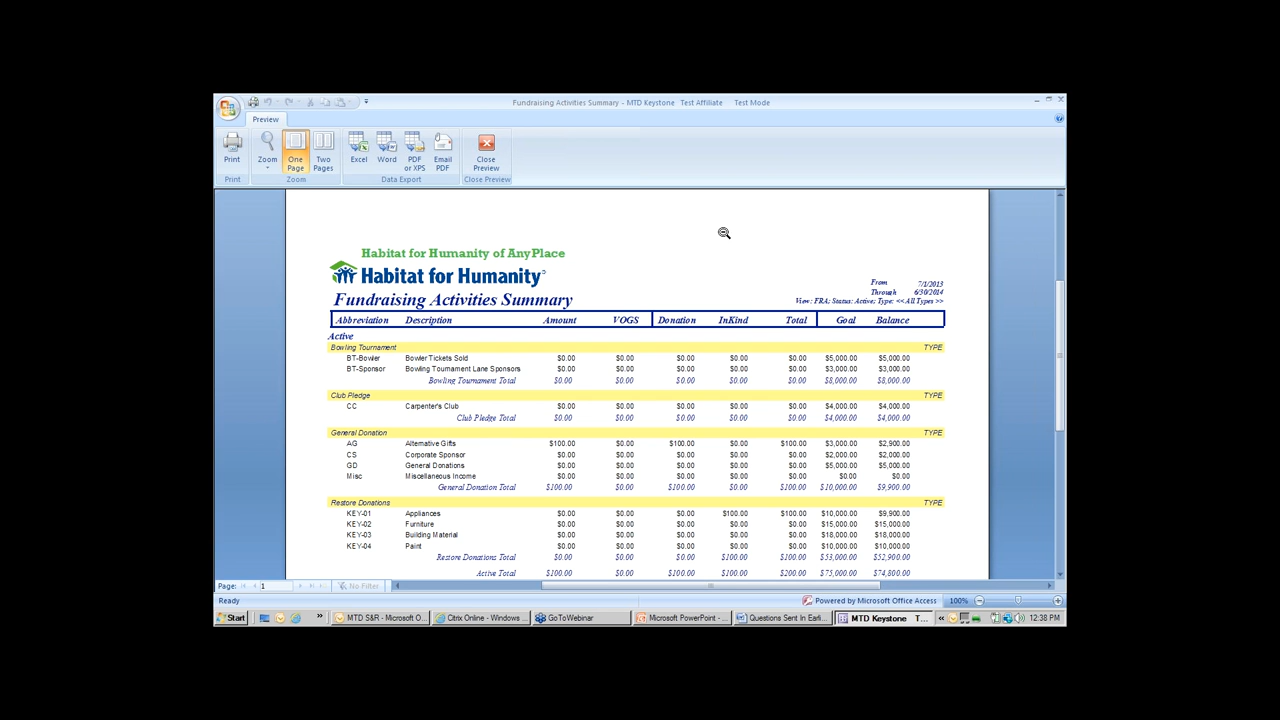 Fundraising Activities Summary - MTD Keystone Test Affiliate Test Mode
Preview
Print Zoom One Page Two Pages Excel Word PDF or XPS Email PDF Close Preview
Print Zoom Data Export Close Preview
Habitat for Humanity of AnyPlace
Habitat for Humanity
From 7/1/2013
Through 6/30/2014
Fundraising Activities Summary
View: FRA; Status: Active; Type: <<All Types>>
Abbreviation Description Amount VOGS Donation InKind Total Goal Balance
Active
Bowling Tournament TYPE
BT-Bowler Bowler Tickets Sold $0.00 $0.00 $0.00 $0.00 $0.00 $5,000.00 $5,000.00
BT-Sponsor Bowling Tournament Lane Sponsors $0.00 $0.00 $0.00 $0.00 $0.00 $3,000.00 $3,000.00
Bowling Tournament Total $0.00 $0.00 $0.00 $0.00 $0.00 $8,000.00 $8,000.00
Club Pledge TYPE
CC Carpenter's Club $0.00 $0.00 $0.00 $0.00 $0.00 $4,000.00 $4,000.00
Club Pledge Total $0.00 $0.00 $0.00 $0.00 $0.00 $4,000.00 $4,000.00
General Donation TYPE
AG Alternative Gifts $100.00 $0.00 $100.00 $0.00 $100.00 $3,000.00 $2,900.00
CS Corporate Sponsor $0.00 $0.00 $0.00 $0.00 $0.00 $2,000.00 $2,000.00
GD General Donations $0.00 $0.00 $0.00 $0.00 $0.00 $5,000.00 $5,000.00
Misc Miscellaneous Income $0.00 $0.00 $0.00 $0.00 $0.00 $0.00 $0.00
General Donation Total $100.00 $0.00 $100.00 $0.00 $100.00 $10,000.00 $9,900.00
Restore Donations TYPE
KEY-01 Appliances $0.00 $0.00 $0.00 $100.00 $100.00 $10,000.00 $9,900.00
KEY-02 Furniture $0.00 $0.00 $0.00 $0.00 $0.00 $15,000.00 $15,000.00
KEY-03 Building Material $0.00 $0.00 $0.00 $0.00 $0.00 $18,000.00 $18,000.00
KEY-04 Paint $0.00 $0.00 $0.00 $0.00 $0.00 $10,000.00 $10,000.00
Restore Donations Total $0.00 $0.00 $0.00 $100.00 $100.00 $53,000.00 $52,900.00
Active Total $100.00 $0.00 $100.00 $100.00 $200.00 $75,000.00 $74,800.00
Page: 1 No Filter
Ready Powered by Microsoft Office Access 100%
Start MTD S&R - Microsoft O... Citrix Online - Windows ... GoToWebinar Microsoft PowerPoint - ... Questions Sent In Earli... MTD Keystone T... 12:38 PM